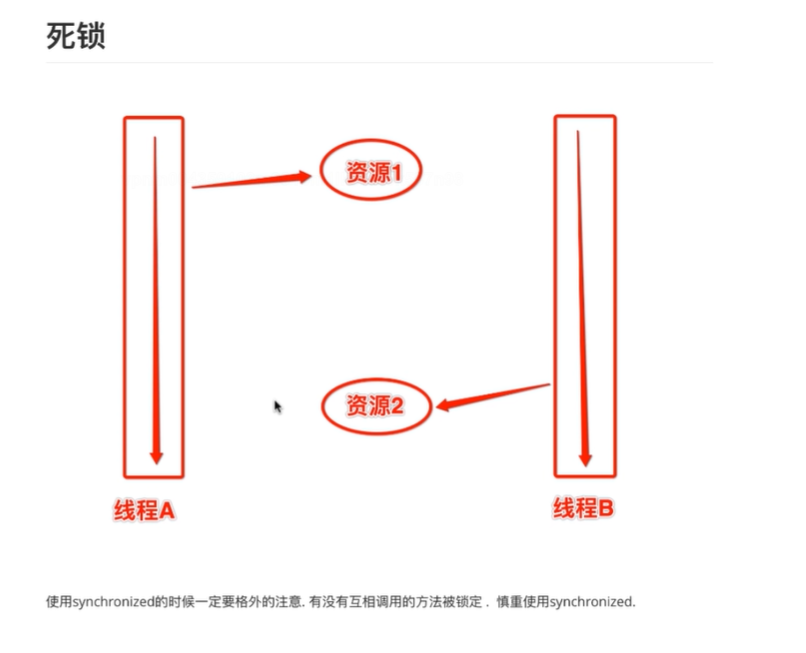 死锁
资源1
资源2
线程A
线程B
使用synchronized的时候一定要格外的注意. 有没有互相调用的方法被锁定 . 慎重使用synchronized.